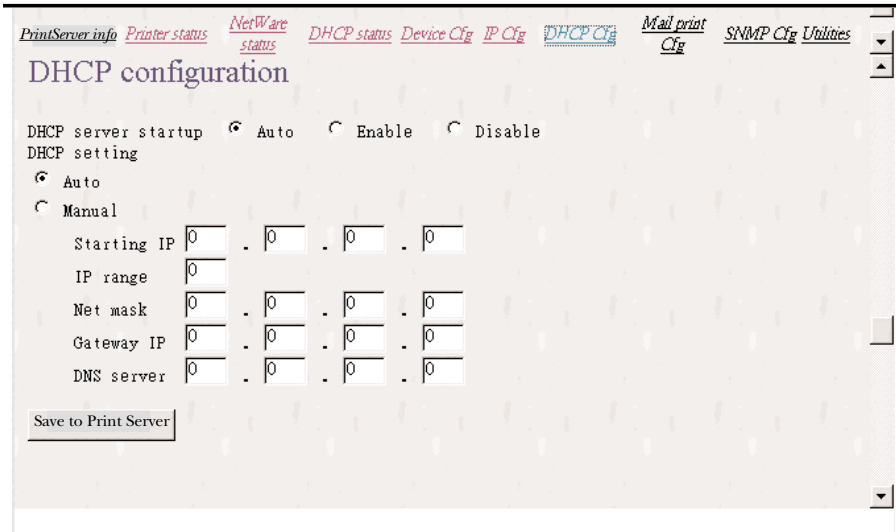 PrintServer info Printer status NetWare status DHCP status Device Cfg IP Cfg DHCP Cfg Mail print Cfg SNMP Cfg Utilities
DHCP configuration
DHCP server startup Auto Enable Disable
DHCP setting
Auto
Manual
Starting IP 0 . 0 . 0 . 0
IP range 0
Net mask 0 . 0 . 0 . 0
Gateway IP 0 . 0 . 0 . 0
DNS server 0 . 0 . 0 . 0
Save to Print Server